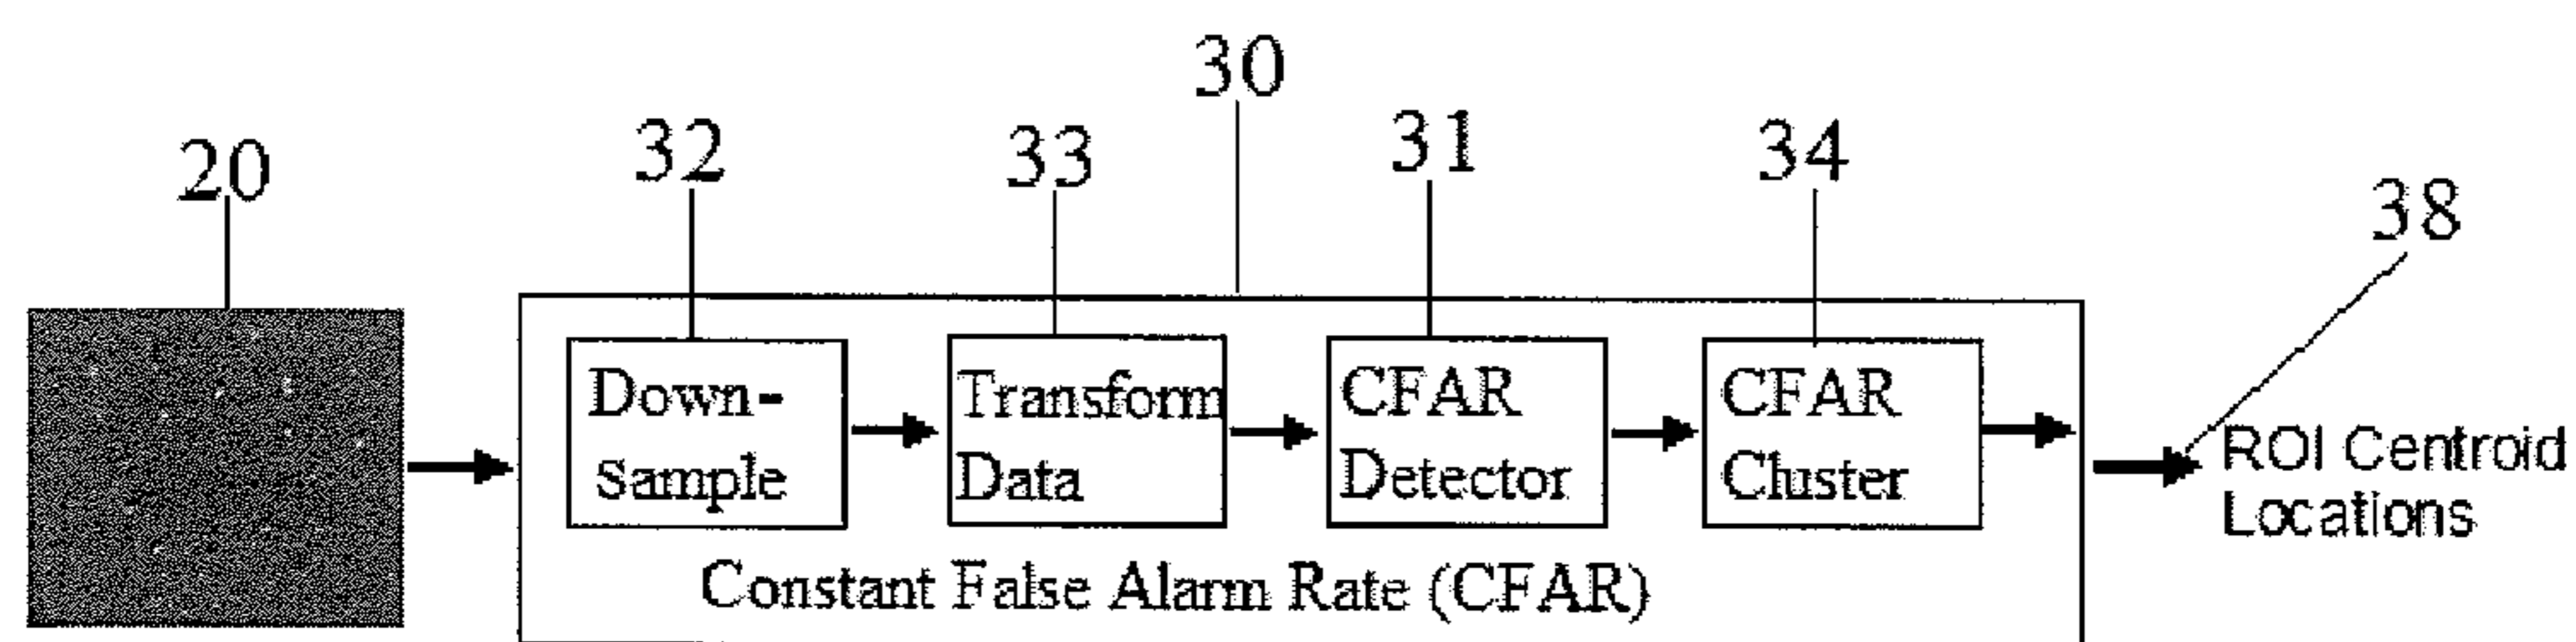 30
20
32
33
31
34
38
Down-
Sample
Transform
Data
CFAR
Detector
CFAR
Cluster
ROI Centroid
Locations
Constant False Alarm Rate (CFAR)